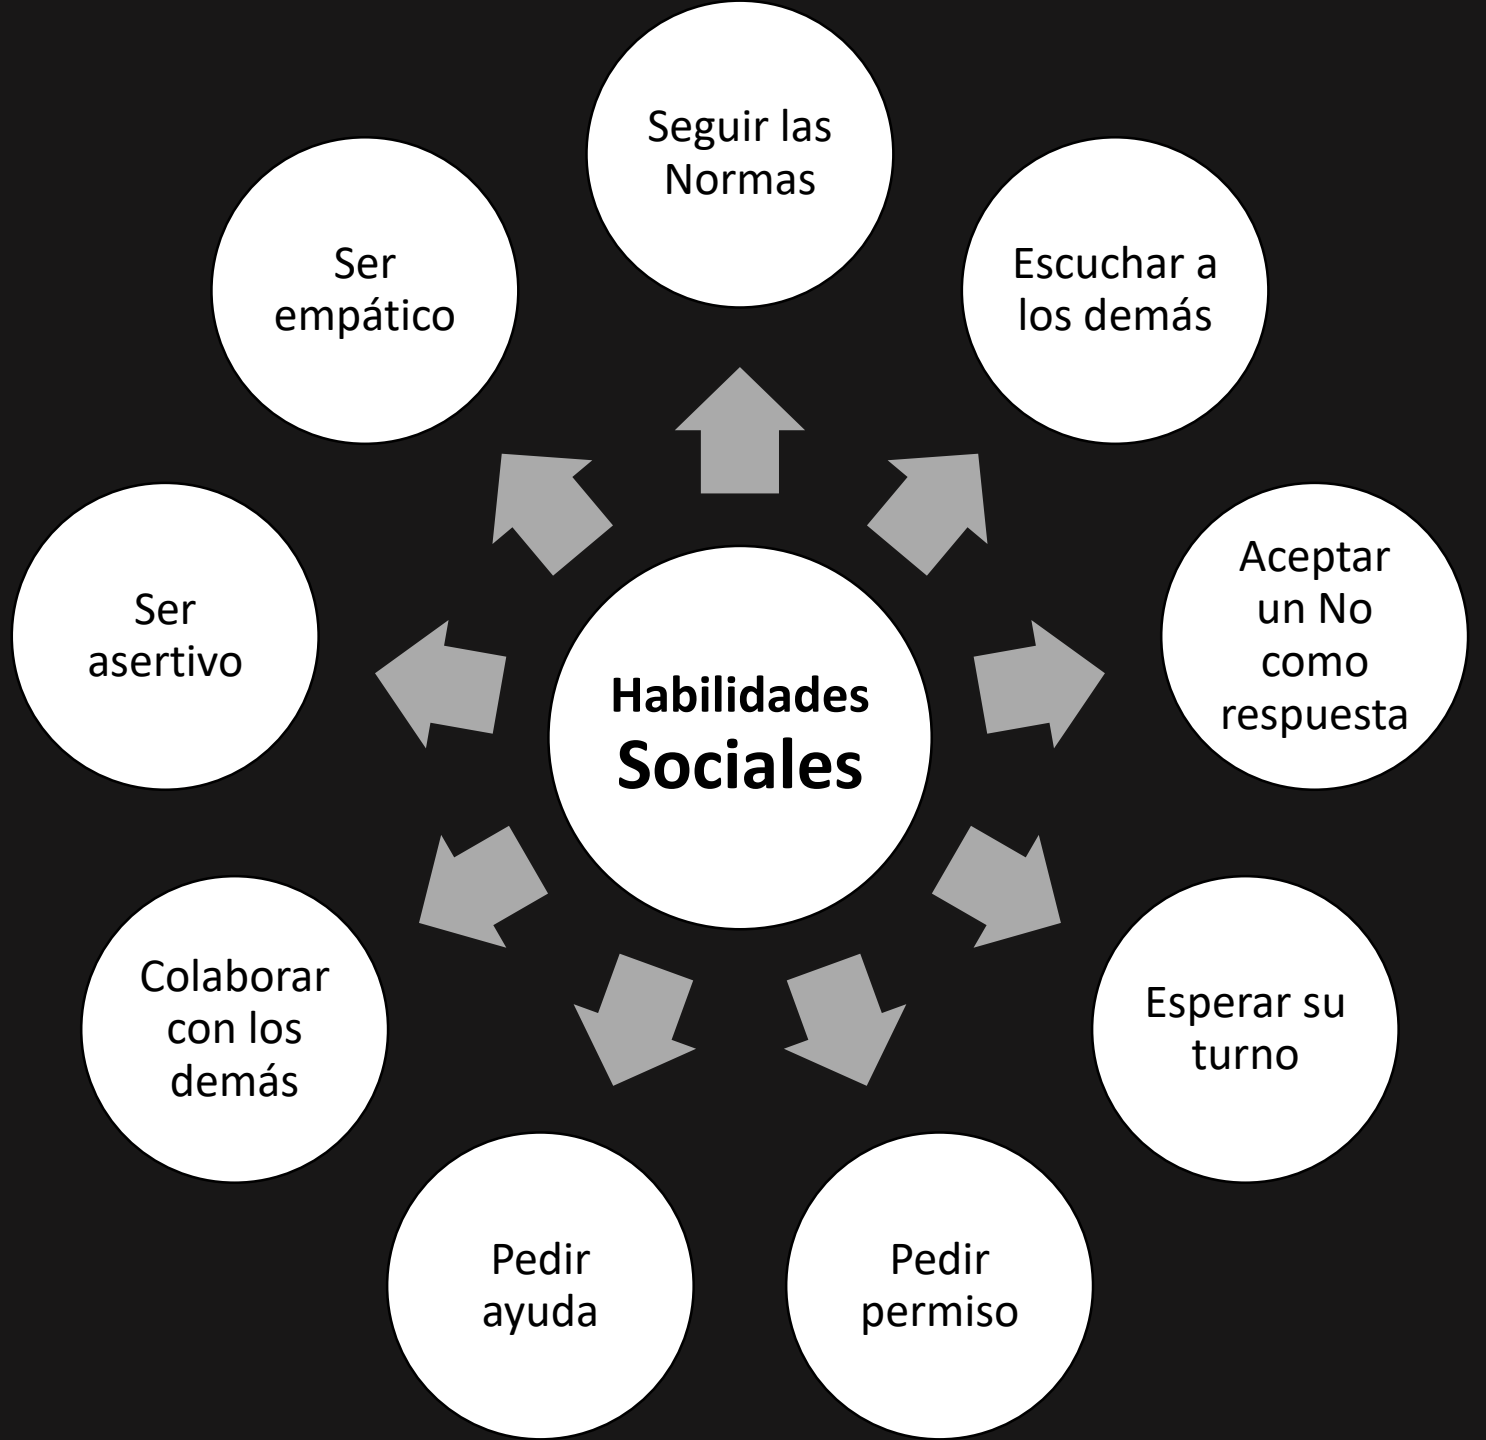 Seguir las
Normas
Escuchar a
los demás
Aceptar
un No
como
respuesta
Esperar su
turno
Pedir
permiso
Pedir
ayuda
Colaborar
con los
demás
Ser
asertivo
Ser
empático
Habilidades
Sociales